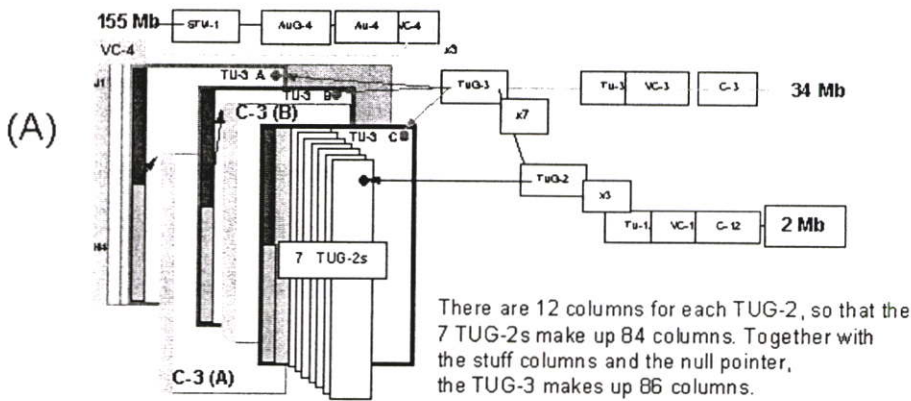 155 Mb
STM-1
AuG-4
Au-4
VC-4
x3
VC-4
J1
TU-3 A
TuG-3
Tu-3
VC-3
C-3
34 Mb
TU-3 B
C-3 (B)
x7
(A)
TU-3 C
TuG-2
x3
Tu-1
VC-1
C-12
2 Mb
H4
7 TUG-2s
There are 12 columns for each TUG-2, so that the
7 TUG-2s make up 84 columns. Together with
the stuff columns and the null pointer,
the TUG-3 makes up 86 columns.
C-3 (A)